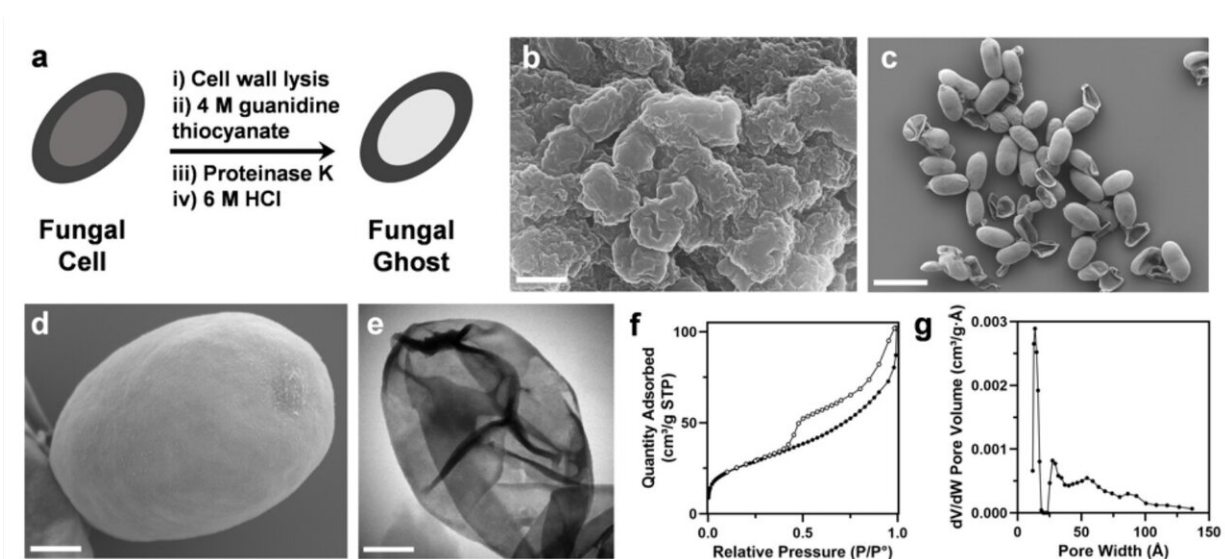 a
i) Cell wall lysis
ii) 4 M guanidine
thiocyanate
iii) Proteinase K
iv) 6 M HCl
Fungal
Cell
Fungal
Ghost
b
c
d
e
f
100
50
0
Quantity Adsorbed
(cm³/g STP)
0.0
0.5
1.0
Relative Pressure (P/P°)
g
0.003
0.002
0.001
0.000
dV/dW Pore Volume (cm³/g·Å)
0
50
100
150
Pore Width (Å)